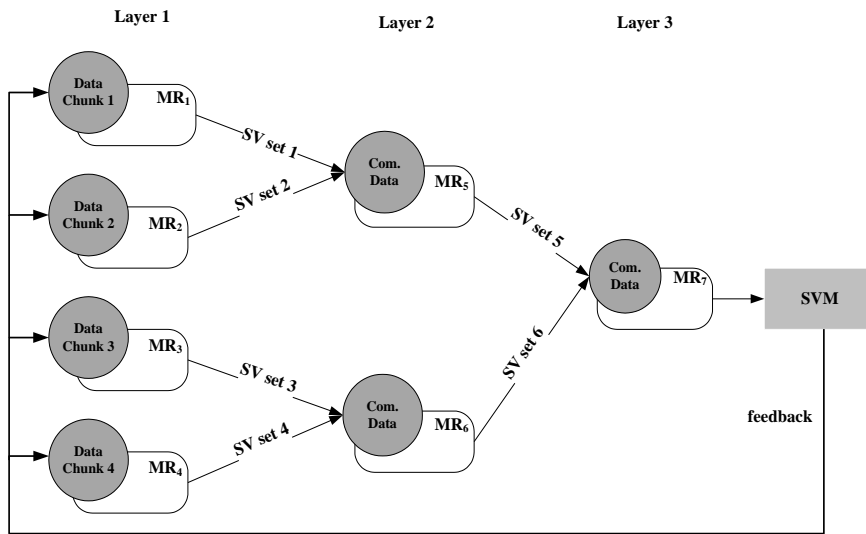 Layer 1
Layer 2
Layer 3
Data
Chunk 1
MR₁
SV set 1
Data
Chunk 2
MR₂
SV set 2
Com.
Data
MR₅
SV set 5
Data
Chunk 3
MR₃
SV set 3
Data
Chunk 4
MR₄
SV set 4
Com.
Data
MR₆
SV set 6
Com.
Data
MR₇
SVM
feedback